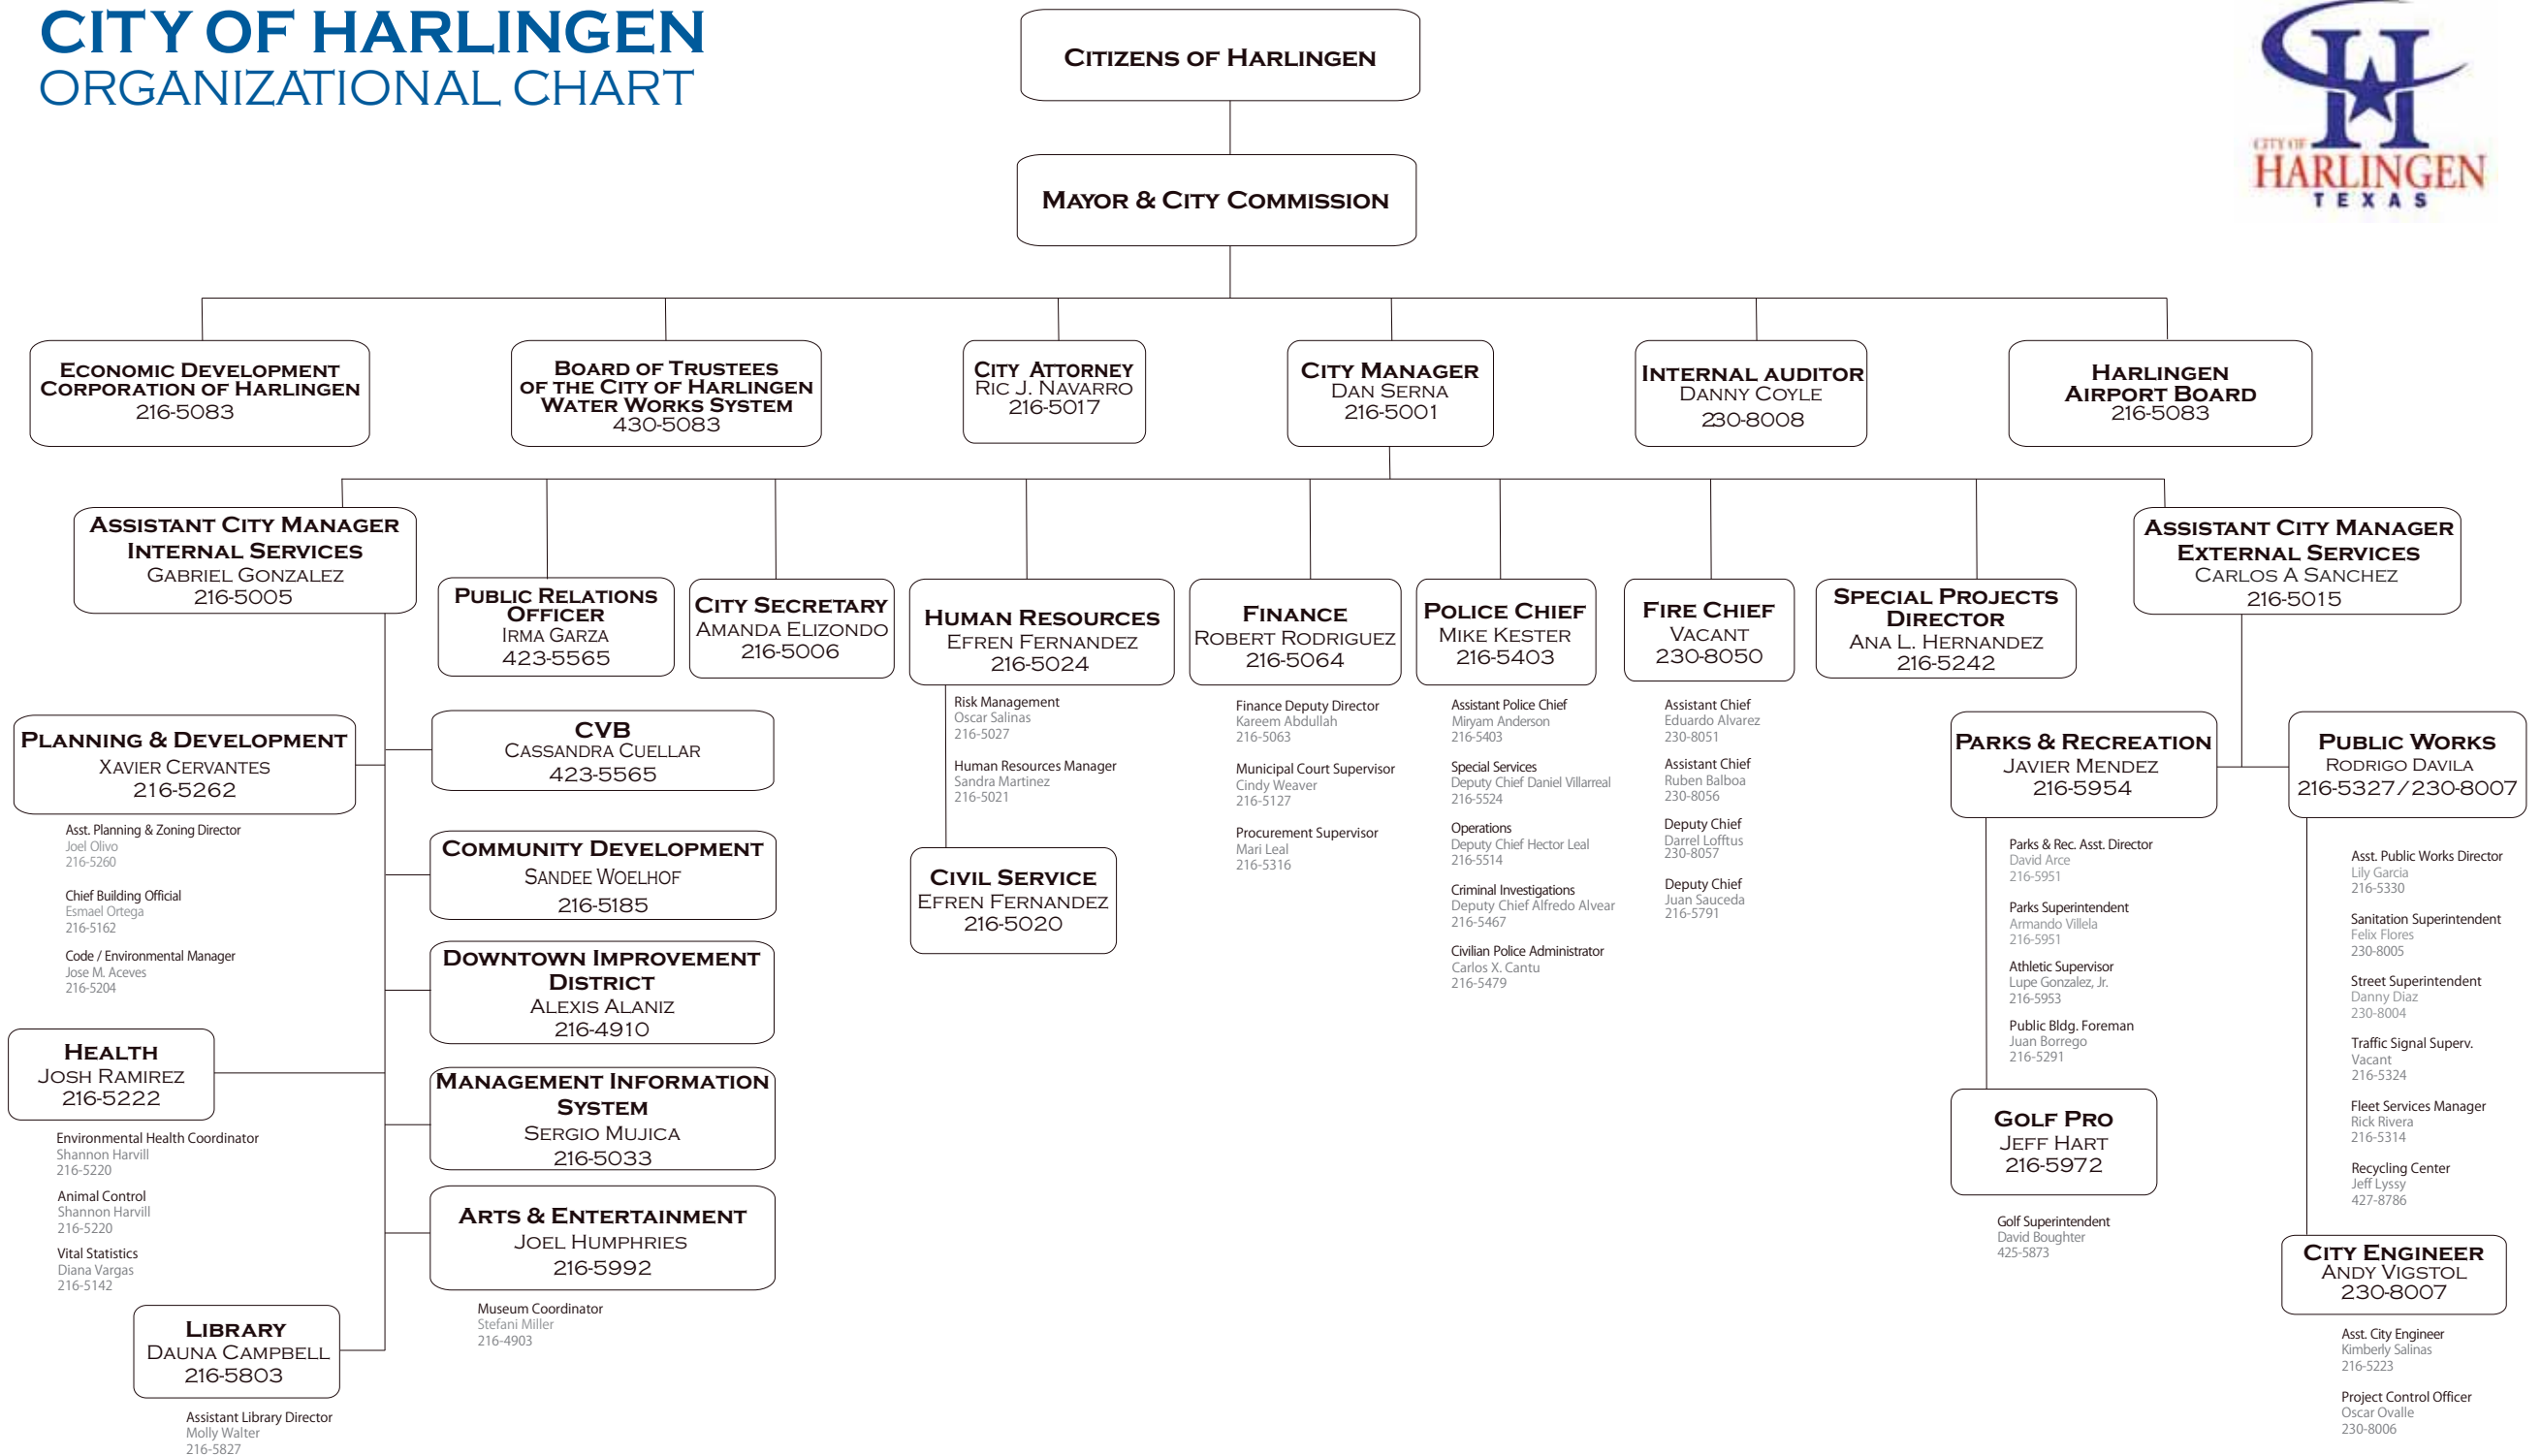 CITY OF HARLINGEN
ORGANIZATIONAL CHART
CITY OF
HARLINGEN
TEXAS
CITIZENS OF HARLINGEN
MAYOR & CITY COMMISSION
ECONOMIC DEVELOPMENT
CORPORATION OF HARLINGEN
216-5083
BOARD OF TRUSTEES
OF THE CITY OF HARLINGEN
WATER WORKS SYSTEM
430-5083
CITY ATTORNEY
RIC J. NAVARRO
216-5017
CITY MANAGER
DAN SERNA
216-5001
INTERNAL AUDITOR
DANNY COYLE
230-8008
HARLINGEN
AIRPORT BOARD
216-5083
ASSISTANT CITY MANAGER
INTERNAL SERVICES
GABRIEL GONZALEZ
216-5005
PUBLIC RELATIONS
OFFICER
IRMA GARZA
423-5565
CITY SECRETARY
AMANDA ELIZONDO
216-5006
HUMAN RESOURCES
EFREN FERNANDEZ
216-5024
FINANCE
ROBERT RODRIGUEZ
216-5064
POLICE CHIEF
MIKE KESTER
216-5403
FIRE CHIEF
VACANT
230-8050
SPECIAL PROJECTS
DIRECTOR
ANA L. HERNANDEZ
216-5242
ASSISTANT CITY MANAGER
EXTERNAL SERVICES
CARLOS A SANCHEZ
216-5015
PLANNING & DEVELOPMENT
XAVIER CERVANTES
216-5262
Asst. Planning & Zoning Director
Joel Olivo
216-5260
Chief Building Official
Esmael Ortega
216-5162
Code / Environmental Manager
Jose M. Aceves
216-5204
HEALTH
JOSH RAMIREZ
216-5222
Environmental Health Coordinator
Shannon Harvill
216-5220
Animal Control
Shannon Harvill
216-5220
Vital Statistics
Diana Vargas
216-5142
LIBRARY
DAUNA CAMPBELL
216-5803
Assistant Library Director
Molly Walter
216-5827
CVB
CASSANDRA CUELLAR
423-5565
COMMUNITY DEVELOPMENT
SANDEE WOELHOF
216-5185
DOWNTOWN IMPROVEMENT
DISTRICT
ALEXIS ALANIZ
216-4910
MANAGEMENT INFORMATION
SYSTEM
SERGIO MUJICA
216-5033
ARTS & ENTERTAINMENT
JOEL HUMPHRIES
216-5992
Museum Coordinator
Stefani Miller
216-4903
Risk Management
Oscar Salinas
216-5027
Human Resources Manager
Sandra Martinez
216-5021
CIVIL SERVICE
EFREN FERNANDEZ
216-5020
Finance Deputy Director
Kareem Abdullah
216-5063
Municipal Court Supervisor
Cindy Weaver
216-5127
Procurement Supervisor
Mari Leal
216-5316
Assistant Police Chief
Miryam Anderson
216-5403
Special Services
Deputy Chief Daniel Villarreal
216-5524
Operations
Deputy Chief Hector Leal
216-5514
Criminal Investigations
Deputy Chief Alfredo Alvear
216-5467
Civilian Police Administrator
Carlos X. Cantu
216-5479
Assistant Chief
Eduardo Alvarez
230-8051
Assistant Chief
Ruben Balboa
230-8056
Deputy Chief
Darrel Lofftus
230-8057
Deputy Chief
Juan Sauceda
216-5791
PARKS & RECREATION
JAVIER MENDEZ
216-5954
Parks & Rec. Asst. Director
David Arce
216-5951
Parks Superintendent
Armando Villela
216-5951
Athletic Supervisor
Lupe Gonzalez, Jr.
216-5953
Public Bldg. Foreman
Juan Borrego
216-5291
GOLF PRO
JEFF HART
216-5972
Golf Superintendent
David Boughter
425-5873
PUBLIC WORKS
RODRIGO DAVILA
216-5327/230-8007
Asst. Public Works Director
Lily Garcia
216-5330
Sanitation Superintendent
Felix Flores
230-8005
Street Superintendent
Danny Diaz
230-8004
Traffic Signal Superv.
Vacant
216-5324
Fleet Services Manager
Rick Rivera
216-5314
Recycling Center
Jeff Lyssy
427-8786
CITY ENGINEER
ANDY VIGSTOL
230-8007
Asst. City Engineer
Kimberly Salinas
216-5223
Project Control Officer
Oscar Ovalle
230-8006